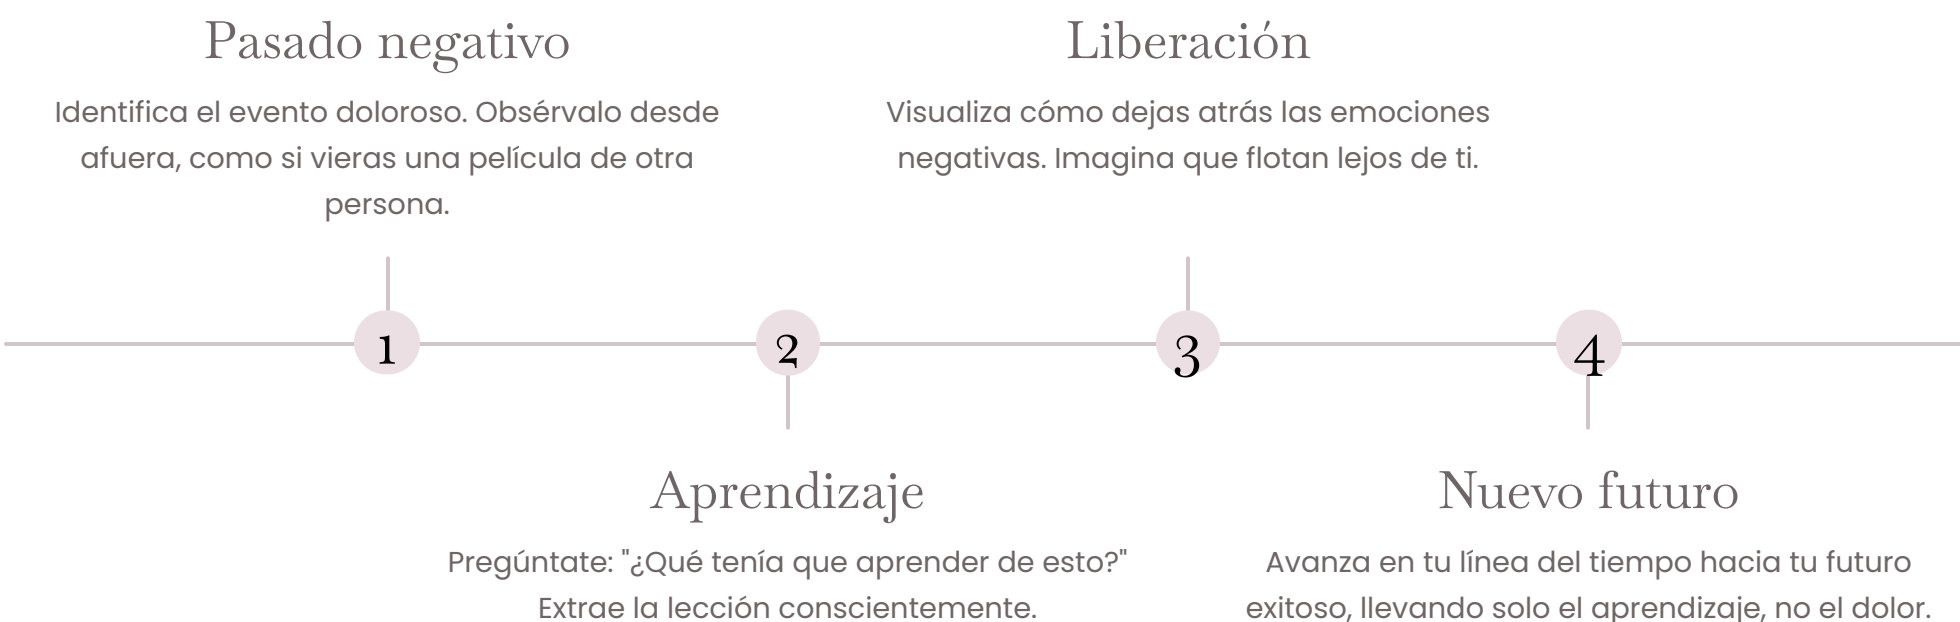 Pasado negativo
Identifica el evento doloroso. Obsérvalo desde
afuera, como si vieras una película de otra
persona.
1
2
Aprendizaje
Pregúntate: "¿Qué tenía que aprender de esto?"
Extrae la lección conscientemente.
Liberación
Visualiza cómo dejas atrás las emociones
negativas. Imagina que flotan lejos de ti.
3
4
Nuevo futuro
Avanza en tu línea del tiempo hacia tu futuro
exitoso, llevando solo el aprendizaje, no el dolor.